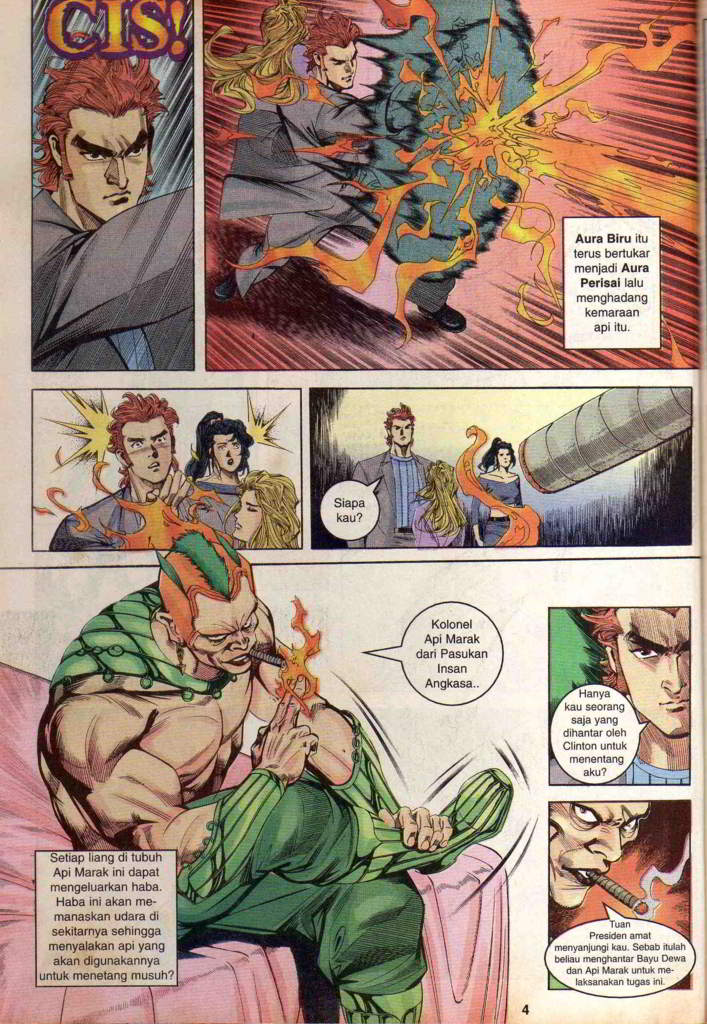 CIS!
Aura Biru itu
terus bertukar
menjadi Aura
Perisai lalu
menghadang
kemaraan
api itu.
Siapa
kau?
Kolonel
Api Marak
dari Pasukan
Insan
Angkasa..
Hanya
kau seorang
saja yang
dihantar oleh
Clinton untuk
menentang
aku?
Setiap liang di tubuh
Api Marak ini dapat
mengeluarkan haba.
Haba ini akan me-
manaskan udara di
sekitarnya sehingga
menyalakan api yang
akan digunakannya
untuk menetang musuh?
Tuan
Presiden amat
menyanjungi kau. Sebab itulah
beliau menghantar Bayu Dewa
dan Api Marak untuk me-
laksanakan tugas ini.
4